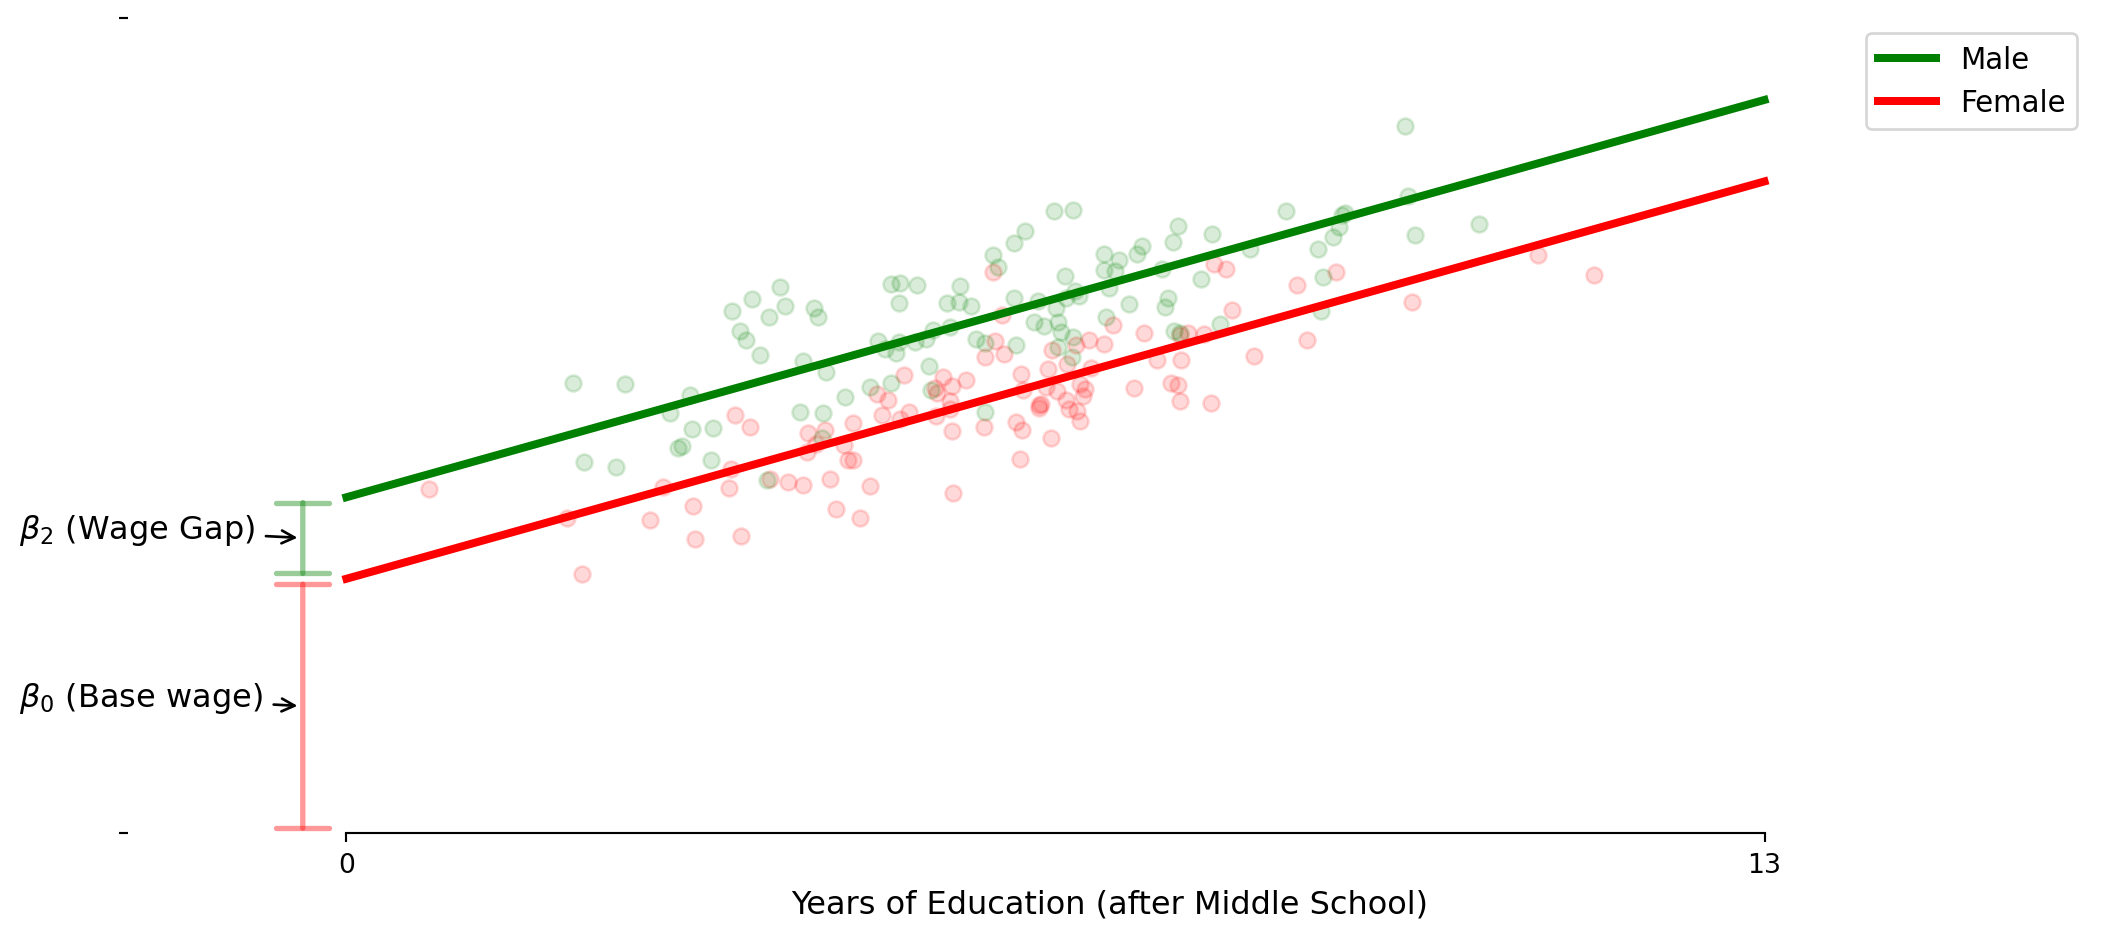 Male
Female
β₂ (Wage Gap)
β₀ (Base wage)
0
13
Years of Education (after Middle School)